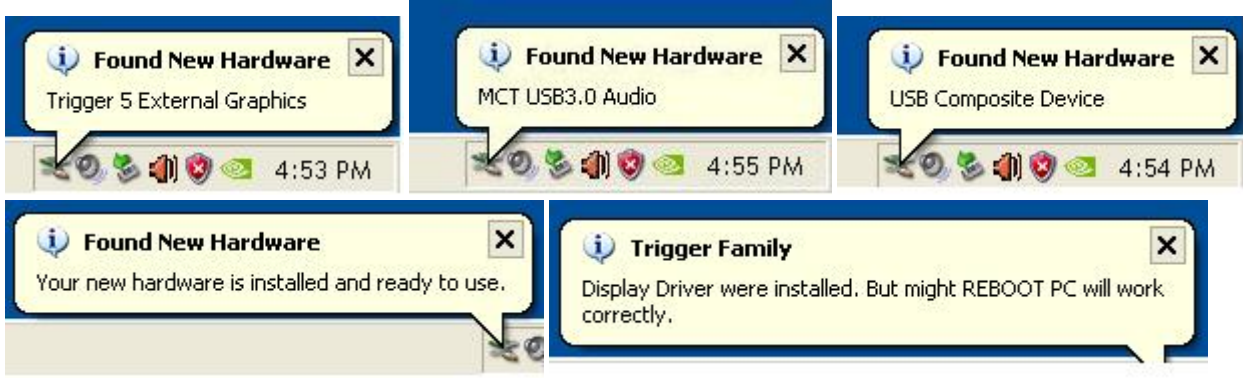 Found New Hardware
Trigger 5 External Graphics
4:53 PM
Found New Hardware
MCT USB3.0 Audio
4:55 PM
Found New Hardware
USB Composite Device
4:54 PM
Found New Hardware
Your new hardware is installed and ready to use.
Trigger Family
Display Driver were installed. But might REBOOT PC will work
correctly.